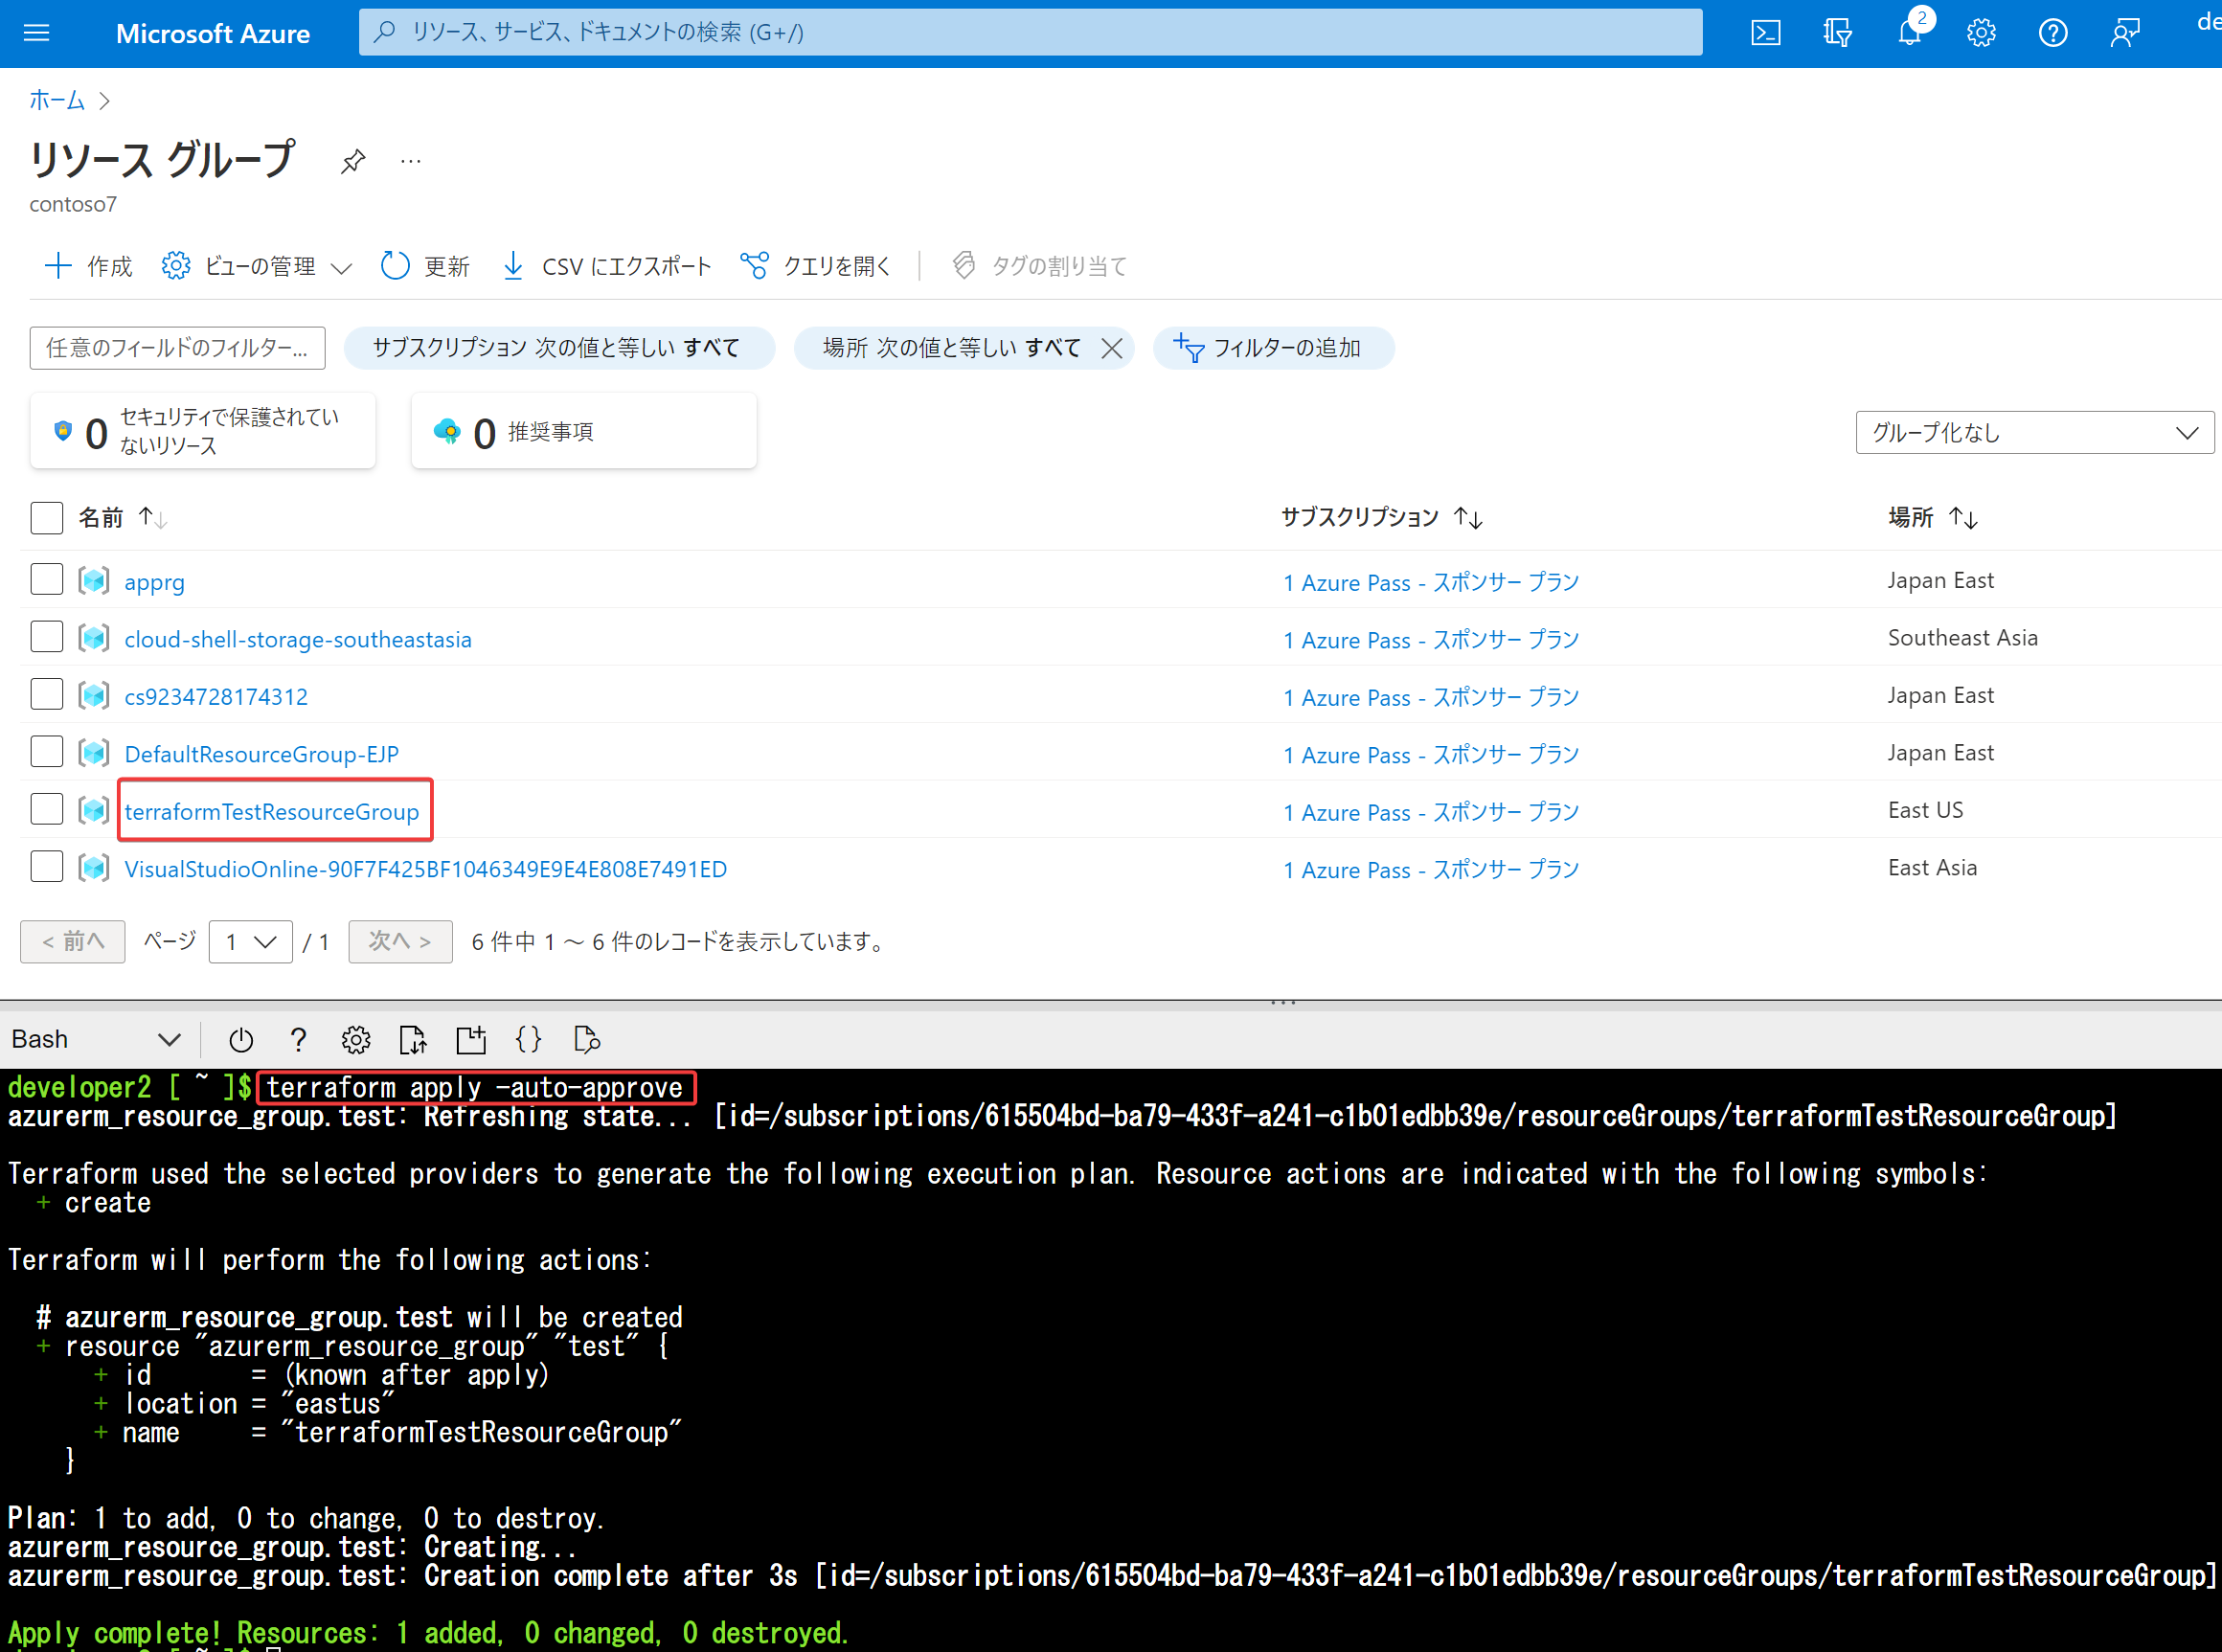 Microsoft Azure
リソース、サービス、ドキュメントの検索 (G+/)
2
de
ホーム
リソース グループ
...
contoso7
作成 ビューの管理 更新 CSV にエクスポート クエリを開く タグの割り当て
任意のフィールドのフィルター... サブスクリプション 次の値と等しい すべて 場所 次の値と等しい すべて フィルターの追加
0 セキュリティで保護されてい
ないリソース
0 推奨事項
グループ化なし
名前 ↑↓ サブスクリプション ↑↓ 場所 ↑↓
apprg 1 Azure Pass - スポンサー プラン Japan East
cloud-shell-storage-southeastasia 1 Azure Pass - スポンサー プラン Southeast Asia
cs9234728174312 1 Azure Pass - スポンサー プラン Japan East
DefaultResourceGroup-EJP 1 Azure Pass - スポンサー プラン Japan East
terraformTestResourceGroup 1 Azure Pass - スポンサー プラン East US
VisualStudioOnline-90F7F425BF1046349E9E4E808E7491ED 1 Azure Pass - スポンサー プラン East Asia
< 前へ ページ 1 / 1 次へ > 6 件中 1 ～ 6 件のレコードを表示しています。
Bash ? {}
developer2 [ ~ ]$ terraform apply -auto-approve
azurerm_resource_group.test: Refreshing state... [id=/subscriptions/615504bd-ba79-433f-a241-c1b01edbb39e/resourceGroups/terraformTestResourceGroup]
Terraform used the selected providers to generate the following execution plan. Resource actions are indicated with the following symbols:
+ create
Terraform will perform the following actions:
# azurerm_resource_group.test will be created
+ resource "azurerm_resource_group" "test" {
+ id = (known after apply)
+ location = "eastus"
+ name = "terraformTestResourceGroup"
}
Plan: 1 to add, 0 to change, 0 to destroy.
azurerm_resource_group.test: Creating...
azurerm_resource_group.test: Creation complete after 3s [id=/subscriptions/615504bd-ba79-433f-a241-c1b01edbb39e/resourceGroups/terraformTestResourceGroup]
Apply complete! Resources: 1 added, 0 changed, 0 destroyed.